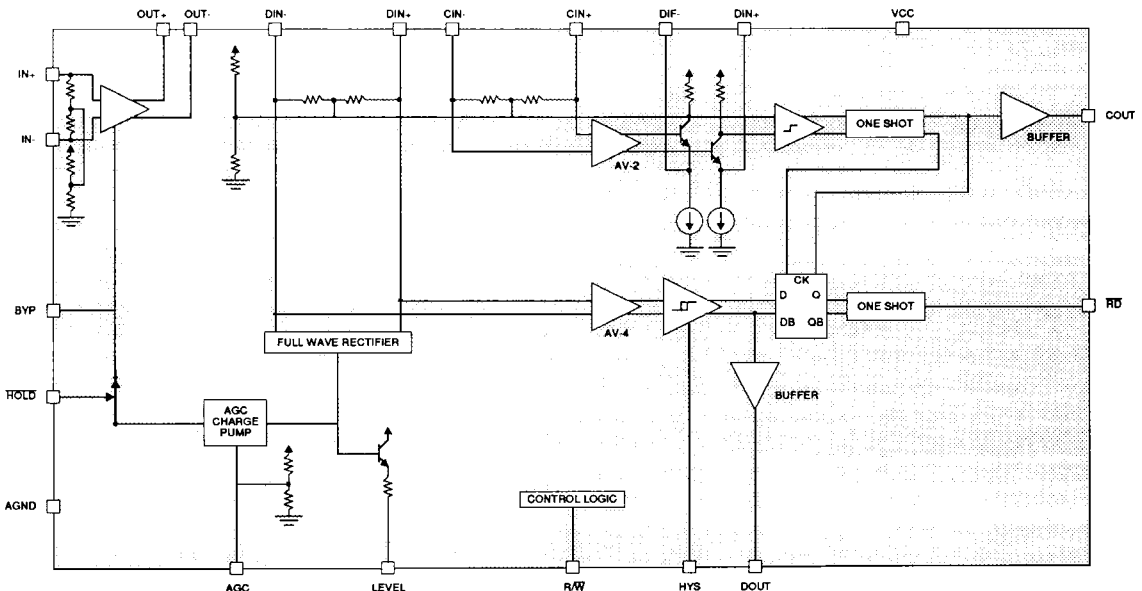 OUT+ OUT- DIN- DIN+ CIN- CIN+ DIF- DIN+ VCC
IN+
IN-
ONE SHOT
COUT
BUFFER
AV-2
CK
D Q
DB QB
ONE SHOT
RD
BYP
AV-4
FULL WAVE RECTIFIER
BUFFER
HOLD
AGC
CHARGE
PUMP
AGND
CONTROL LOGIC
AGC LEVEL R/W HYS DOUT